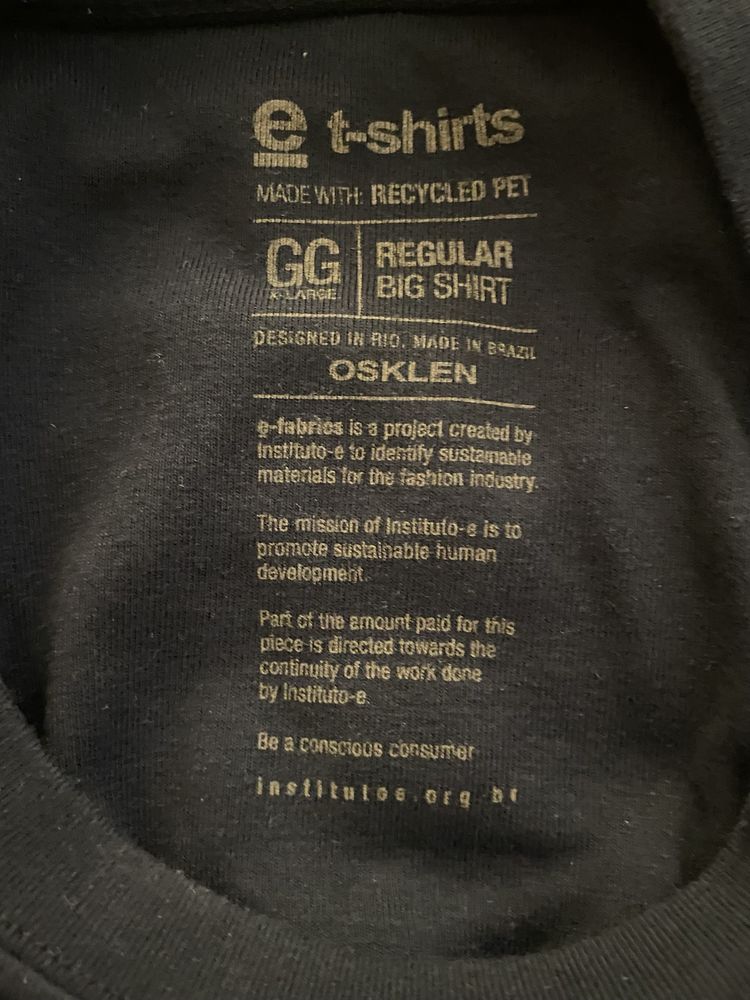 e t-shirts
MADE WITH: RECYCLED PET
GG
X-LARGE
REGULAR
BIG SHIRT
DESIGNED IN RIO. MADE IN BRAZIL
OSKLEN
e-fabrics is a project created by
Instituto-e to identify sustainable
materials for the fashion industry.
The mission of Instituto-e is to
promote sustainable human
development.
Part of the amount paid for this
piece is directed towards the
continuity of the work done
by Instituto-e.
Be a conscious consumer
institutoe.org.br